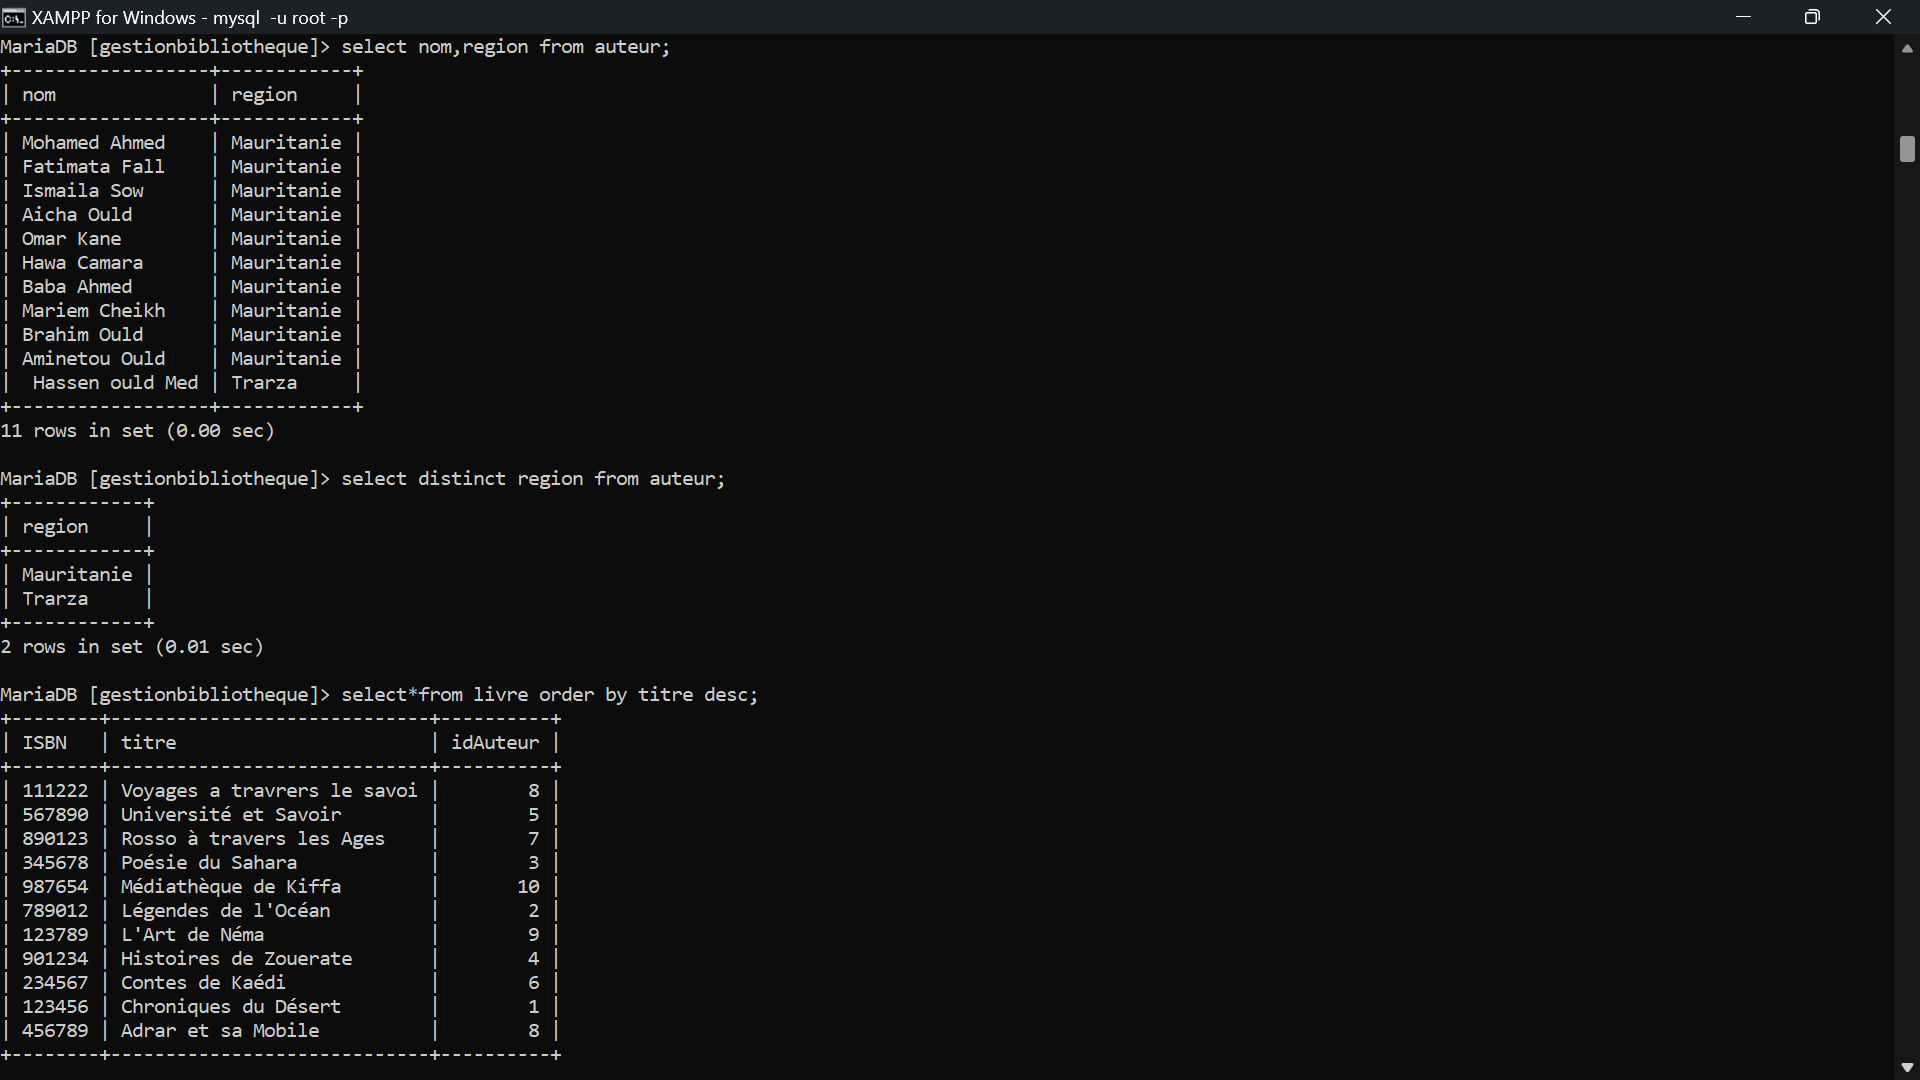 XAMPP for Windows - mysql  -u root -p
MariaDB [gestionbibliotheque]> select nom,region from auteur;
+------------------+------------+
| nom              | region     |
+------------------+------------+
| Mohamed Ahmed    | Mauritanie |
| Fatimata Fall    | Mauritanie |
| Ismaila Sow      | Mauritanie |
| Aicha Ould       | Mauritanie |
| Omar Kane        | Mauritanie |
| Hawa Camara      | Mauritanie |
| Baba Ahmed       | Mauritanie |
| Mariem Cheikh    | Mauritanie |
| Brahim Ould      | Mauritanie |
| Aminetou Ould    | Mauritanie |
|  Hassen ould Med | Trarza     |
+------------------+------------+
11 rows in set (0.00 sec)

MariaDB [gestionbibliotheque]> select distinct region from auteur;
+------------+
| region     |
+------------+
| Mauritanie |
| Trarza     |
+------------+
2 rows in set (0.01 sec)

MariaDB [gestionbibliotheque]> select*from livre order by titre desc;
+--------+-----------------------------+----------+
| ISBN   | titre                       | idAuteur |
+--------+-----------------------------+----------+
| 111222 | Voyages a travrers le savoi |        8 |
| 567890 | Université et Savoir        |        5 |
| 890123 | Rosso à travers les Ages    |        7 |
| 345678 | Poésie du Sahara            |        3 |
| 987654 | Médiathèque de Kiffa        |       10 |
| 789012 | Légendes de l'Océan         |        2 |
| 123789 | L'Art de Néma               |        9 |
| 901234 | Histoires de Zouerate       |        4 |
| 234567 | Contes de Kaédi             |        6 |
| 123456 | Chroniques du Désert        |        1 |
| 456789 | Adrar et sa Mobile          |        8 |
+--------+-----------------------------+----------+